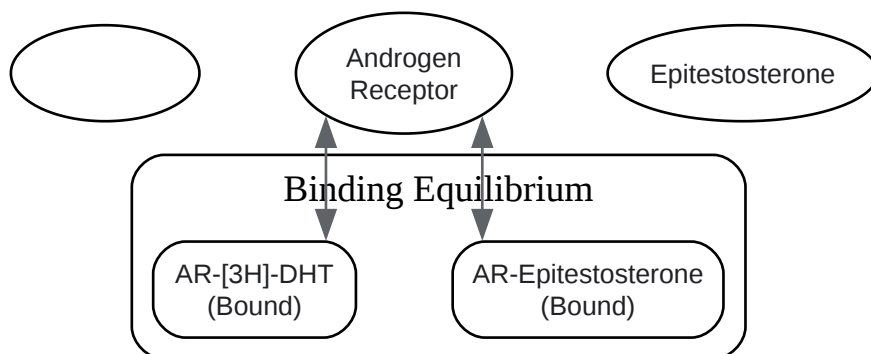 Androgen
Receptor
Epitestosterone
Binding Equilibrium
AR-[3H]-DHT
(Bound)
AR-Epitestosterone
(Bound)